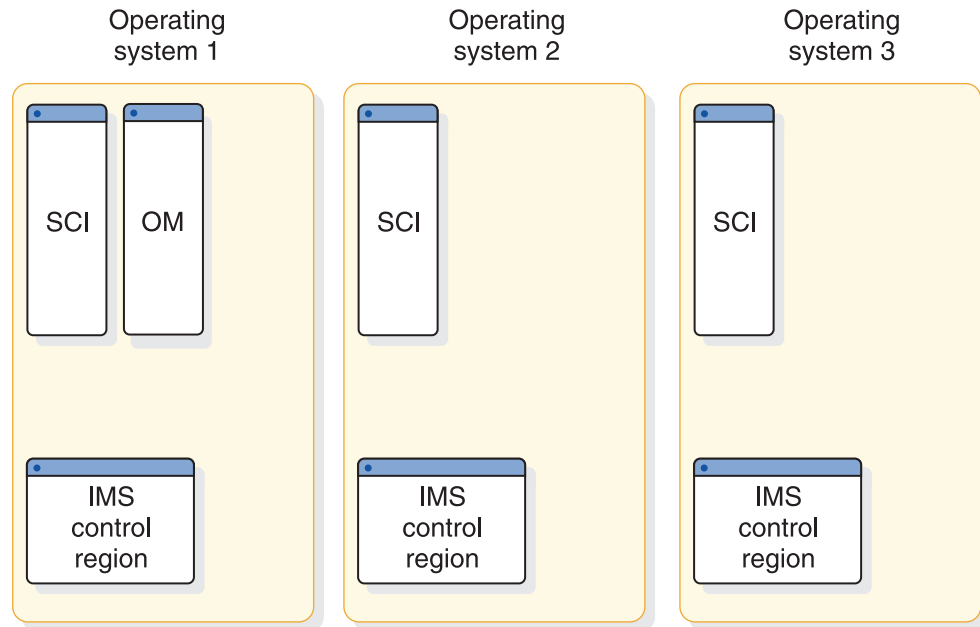 Operating
system 1
Operating
system 2
Operating
system 3
SCI
OM
SCI
SCI
IMS
control
region
IMS
control
region
IMS
control
region